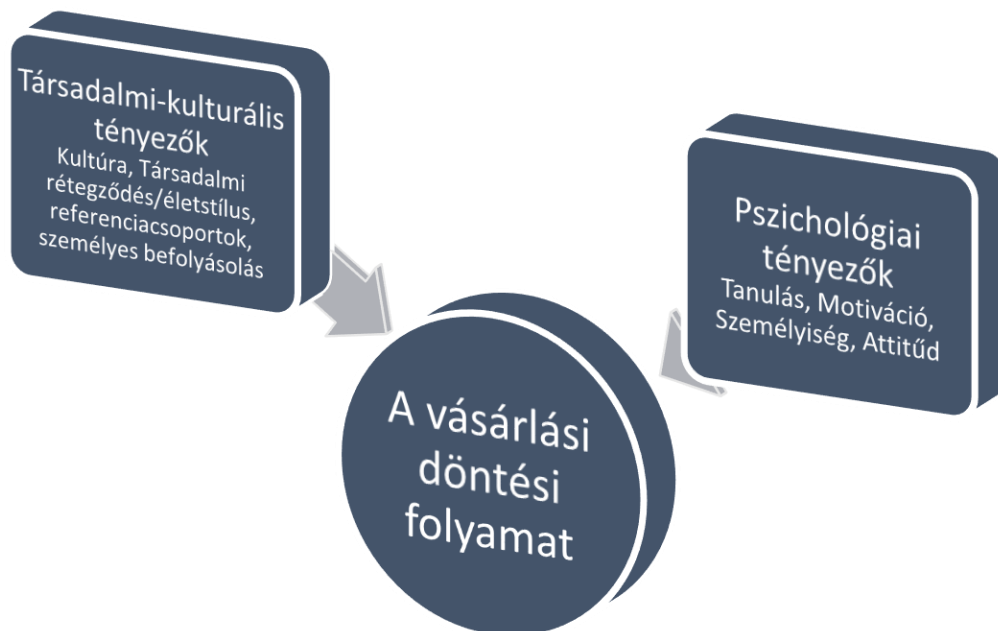 Társadalmi-kulturális
tényezők
Kultúra, Társadalmi
rétegződés/életstílus,
referenciacsoportok,
személyes befolyásolás
Pszichológiai
tényezők
Tanulás, Motiváció,
Személyiség, Attitűd
A vásárlási
döntési
folyamat